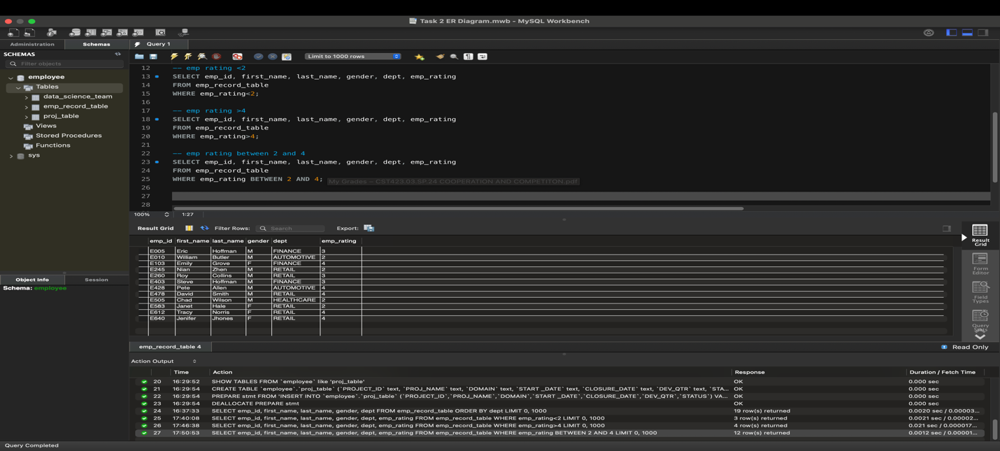 Task 2 ER Diagram.mwb - MySQL Workbench
Administration Schemas Query 1
SCHEMAS
Limit to 1000 rows
Filter objects
employee
Tables
data_science_team
emp_record_table
proj_table
Views
Stored Procedures
Functions
sys
12 -- emp rating <2
13 SELECT emp_id, first_name, last_name, gender, dept, emp_rating
14 FROM emp_record_table
15 WHERE emp_rating<2;
16
17 -- emp rating >4
18 SELECT emp_id, first_name, last_name, gender, dept, emp_rating
19 FROM emp_record_table
20 WHERE emp_rating>4;
21
22 -- emp rating between 2 and 4
23 SELECT emp_id, first_name, last_name, gender, dept, emp_rating
24 FROM emp_record_table
25 WHERE emp_rating BETWEEN 2 AND 4; My Grades – CST423.03.SP.24 COOPERATION AND COMPETITON.pdf
26
27
28
100% 1:27
Result Grid Filter Rows: Search Export:
emp_id first_name last_name gender dept emp_rating
E005 Eric Hoffman M FINANCE 3
E010 William Butler M AUTOMOTIVE 2
E103 Emily Grove F FINANCE 4
E245 Nian Zhen M RETAIL 2
E260 Roy Collins M RETAIL 3
E403 Steve Hoffman M FINANCE 3
E428 Pete Allen M AUTOMOTIVE 4
E478 David Smith M RETAIL 4
E505 Chad Wilson M HEALTHCARE 2
E583 Janet Hale F RETAIL 2
E612 Tracy Norris F RETAIL 4
E640 Jenifer Jhones F RETAIL 4
Result
Grid
Form
Editor
Field
Types
Query
Stats
Object Info Session
Schema: employee
emp_record_table 4
Read Only
Action Output
Time Action Response Duration / Fetch Time
20 16:29:52 SHOW TABLES FROM `employee` like 'proj_table' OK 0.000 sec
21 16:29:54 CREATE TABLE `employee`.`proj_table` (`PROJECT_ID` text, `PROJ_NAME` text, `DOMAIN` text, `START _DATE` text, `CLOSURE_DATE` text, `DEV_QTR` text, `STA... OK 0.000 sec
22 16:29:54 PREPARE stmt FROM 'INSERT INTO `employee`.`proj_table` (`PROJECT_ID`,`PROJ_NAME`,`DOMAIN`,`START _DATE`,`CLOSURE_DATE`,`DEV_QTR`,`STATUS`) VA... OK 0.000 sec
23 16:29:54 DEALLOCATE PREPARE stmt OK 0.000 sec
24 16:37:33 SELECT emp_id, first_name, last_name, gender, dept FROM emp_record_table ORDER BY dept LIMIT 0, 1000 19 row(s) returned 0.0020 sec / 0.00003...
25 17:40:08 SELECT emp_id, first_name, last_name, gender, dept, emp_rating FROM emp_record_table WHERE emp_rating<2 LIMIT 0, 1000 3 row(s) returned 0.0021 sec / 0.000002...
26 17:46:38 SELECT emp_id, first_name, last_name, gender, dept, emp_rating FROM emp_record_table WHERE emp_rating>4 LIMIT 0, 1000 4 row(s) returned 0.021 sec / 0.000017...
27 17:50:53 SELECT emp_id, first_name, last_name, gender, dept, emp_rating FROM emp_record_table WHERE emp_rating BETWEEN 2 AND 4 LIMIT 0, 1000 12 row(s) returned 0.0012 sec / 0.00001...
Query Completed